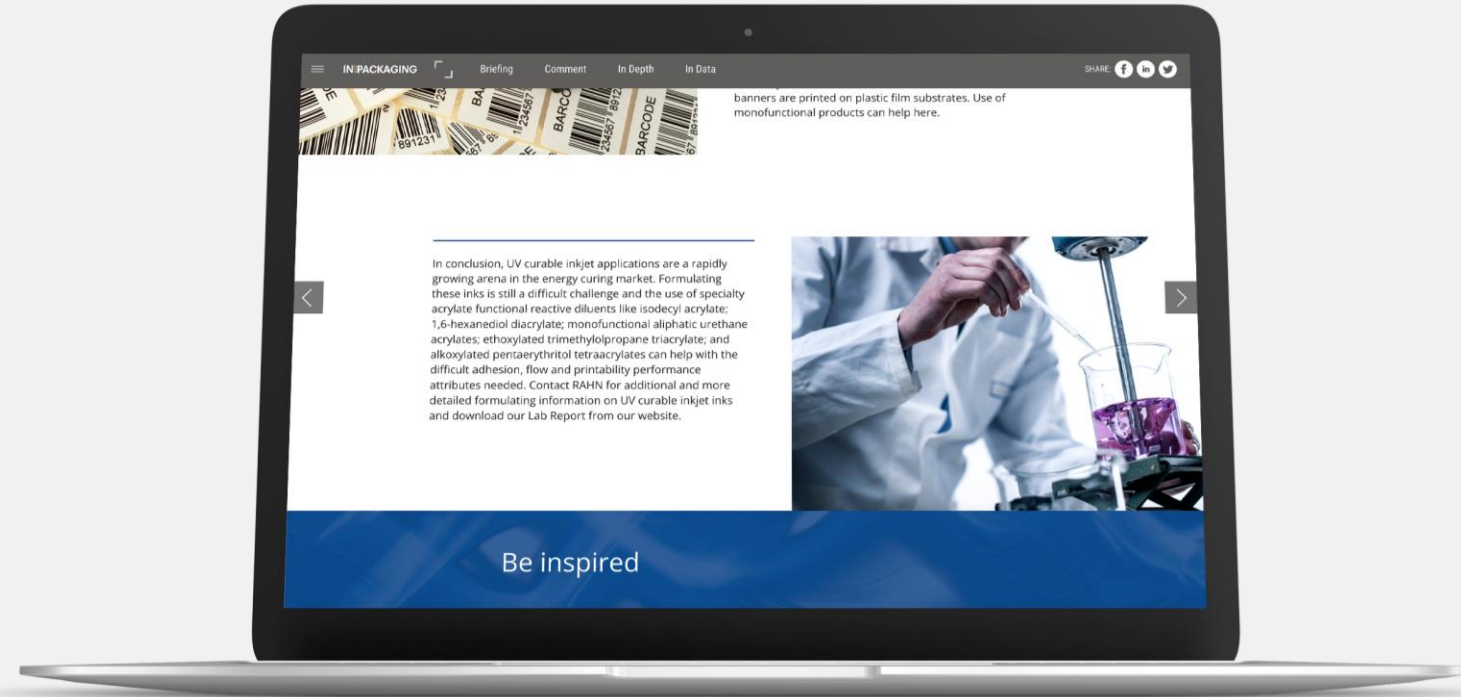 IN PACKAGING
Briefing
Comment
In Depth
In Data
SHARE:
banners are printed on plastic film substrates. Use of
monofunctional products can help here.
BARCODE
891231
BARCODE
In conclusion, UV curable inkjet applications are a rapidly
growing arena in the energy curing market. Formulating
these inks is still a difficult challenge and the use of specialty
acrylate functional reactive diluents like isodecyl acrylate;
1,6-hexanediol diacrylate; monofunctional aliphatic urethane
acrylates; ethoxylated trimethylolpropane triacrylate; and
alkoxylated pentaerythritol tetraacrylates can help with the
difficult adhesion, flow and printability performance
attributes needed. Contact RAHN for additional and more
detailed formulating information on UV curable inkjet inks
and download our Lab Report from our website.
Be inspired